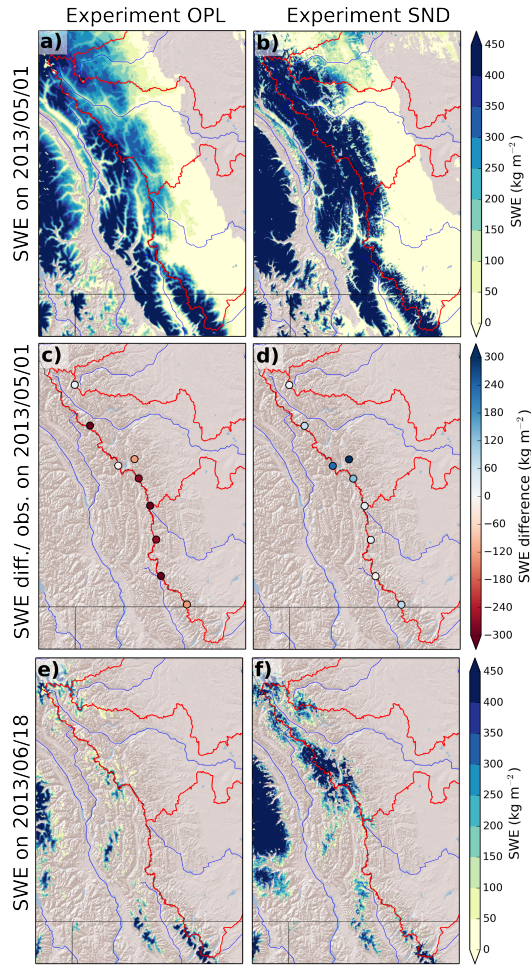 Experiment OPL
Experiment SND
SWE on 2013/05/01
a)
b)
450
400
350
300
250
200
150
100
50
0
SWE (kg m⁻²)
SWE diff./ obs. on 2013/05/01
c)
d)
300
240
180
120
60
0
−60
−120
−180
−240
−300
SWE difference (kg m⁻²)
SWE on 2013/06/18
e)
f)
450
400
350
300
250
200
150
100
50
0
SWE (kg m⁻²)